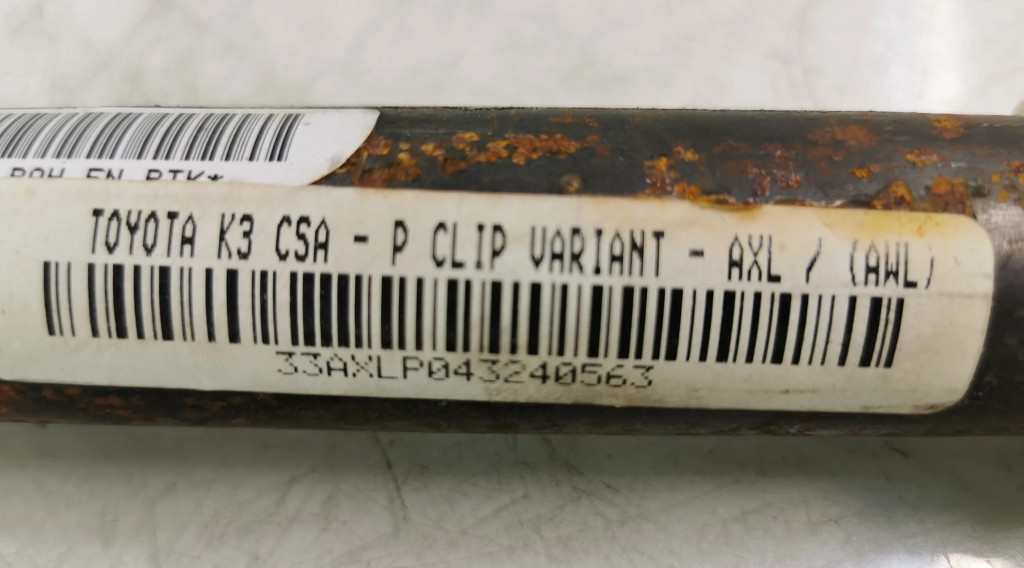 TOYOTA K3 CSA - P CLIP VARIANT - AXL / (AWL)
33AXLP043240563